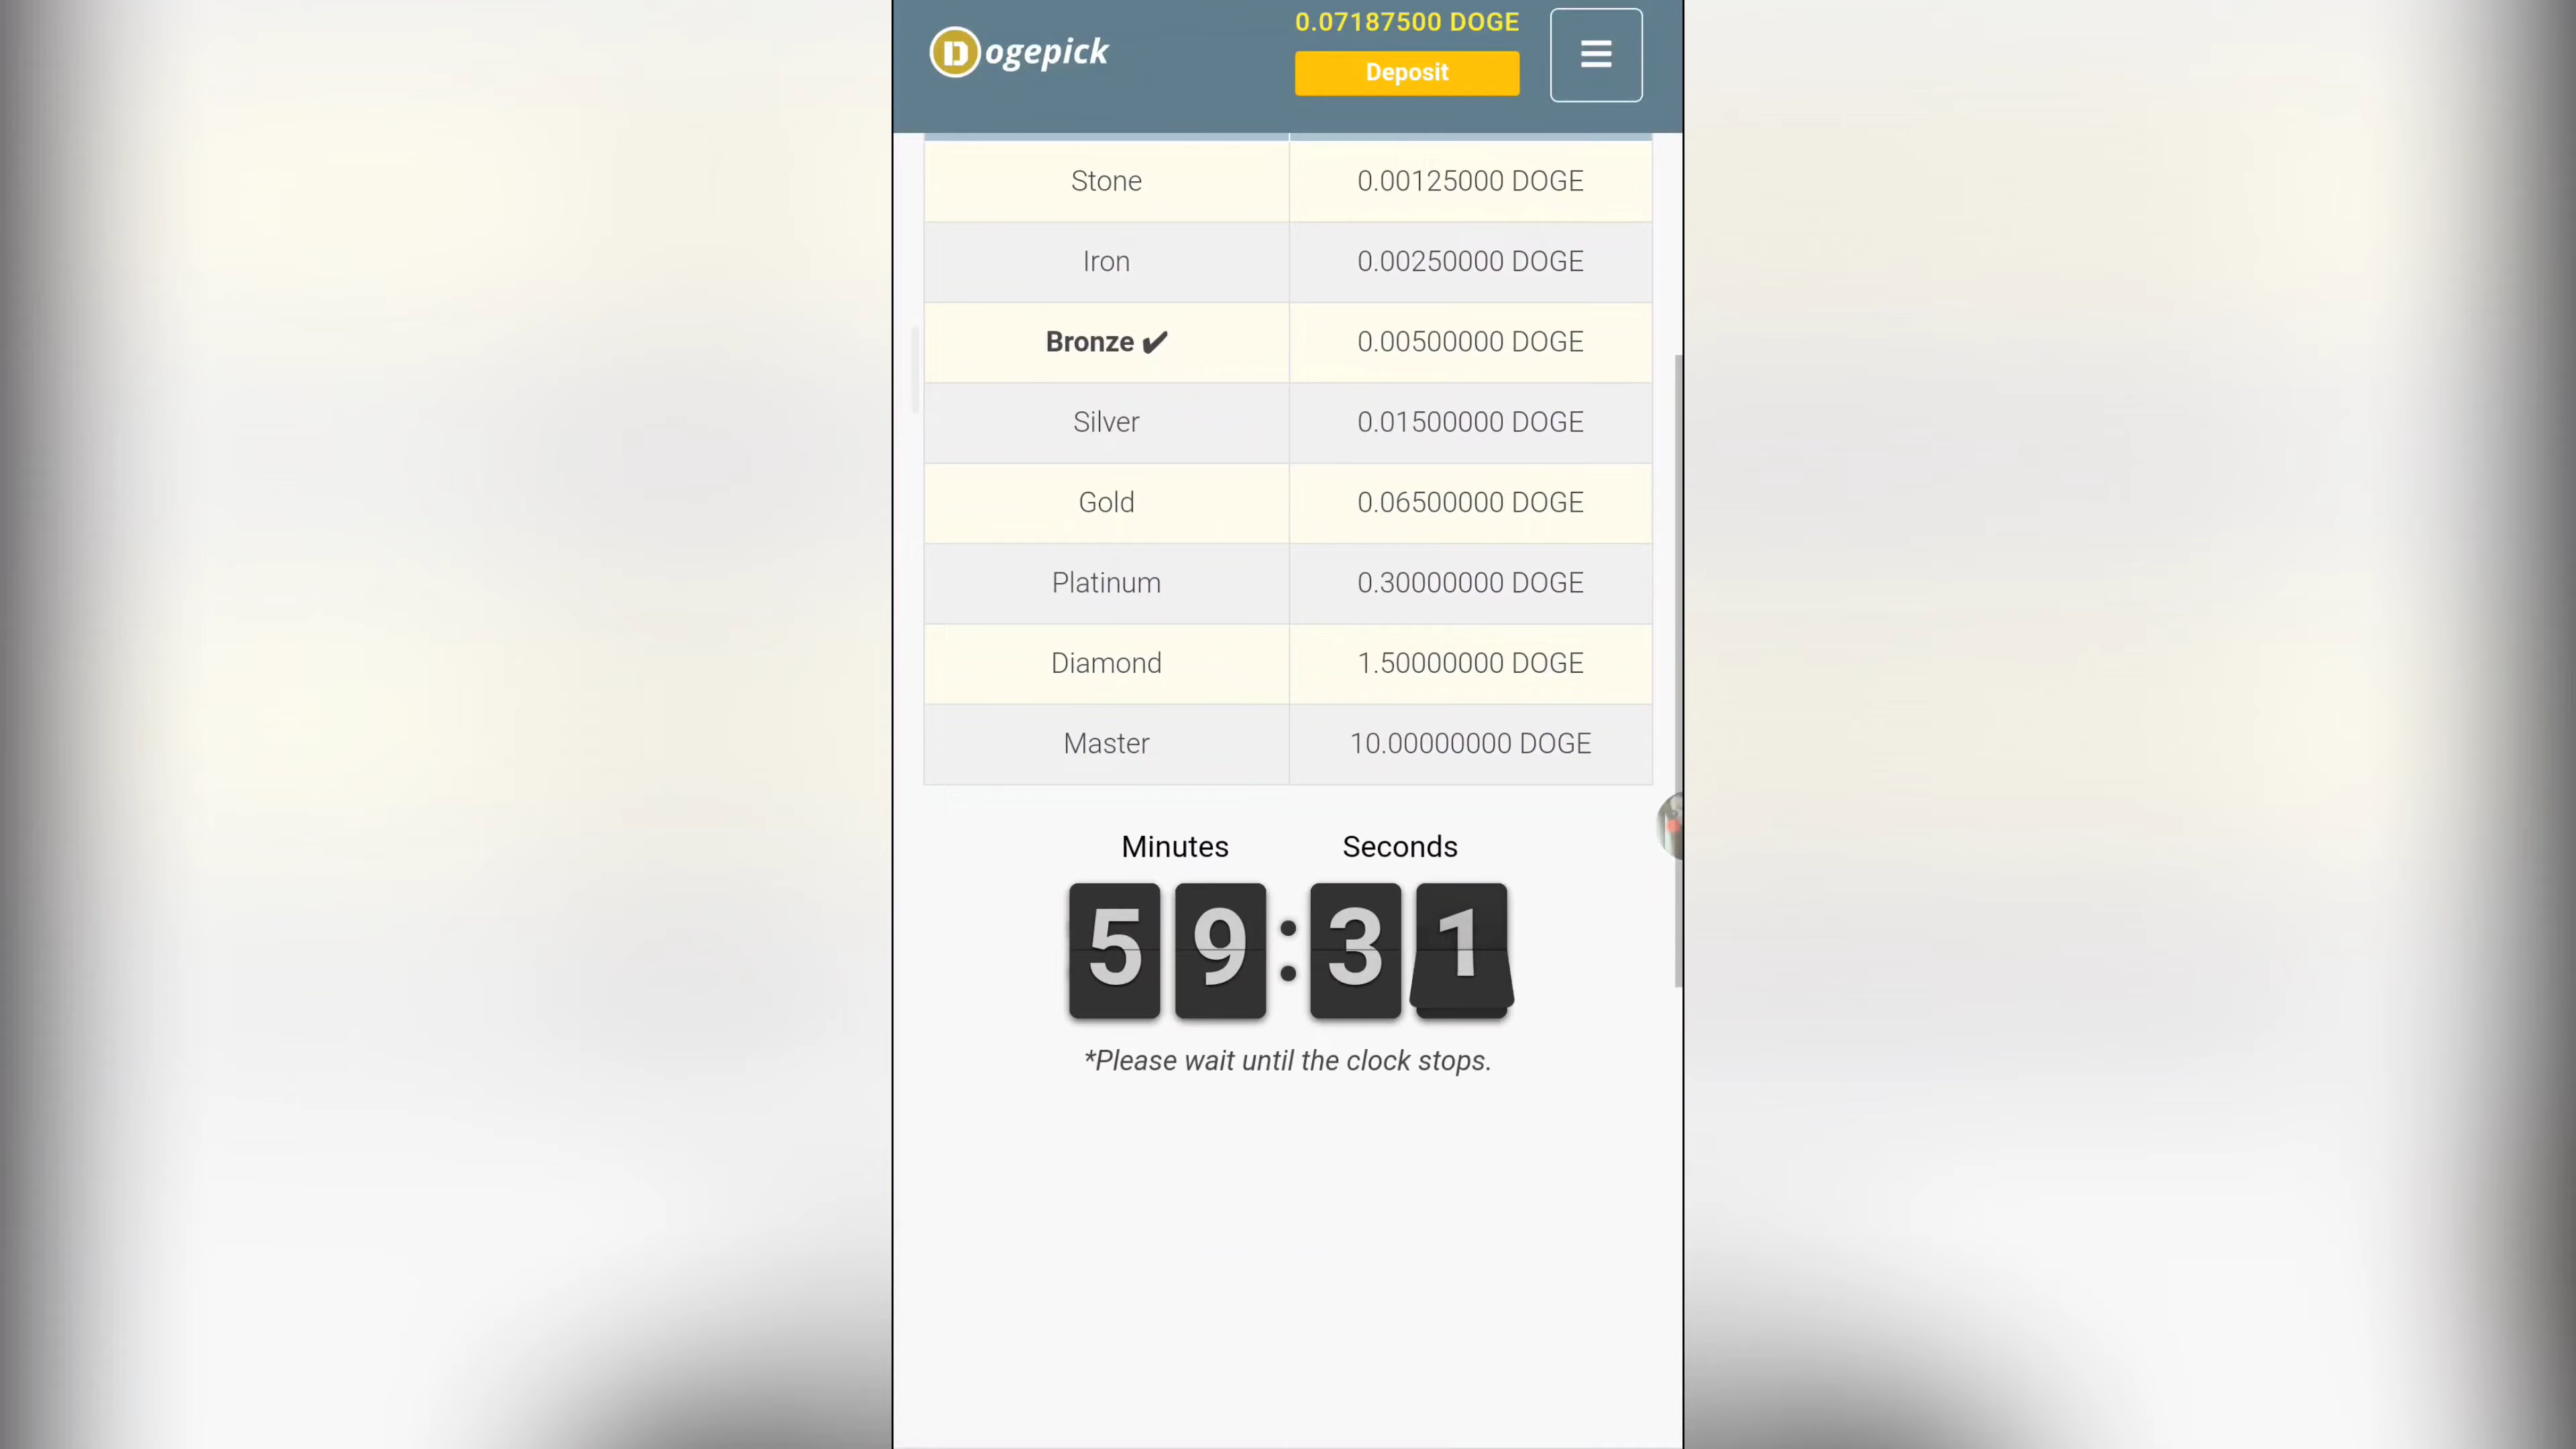 Dogepick
0.07187500 DOGE
Deposit
Stone 0.00125000 DOGE
Iron 0.00250000 DOGE
Bronze ✔ 0.00500000 DOGE
Silver 0.01500000 DOGE
Gold 0.06500000 DOGE
Platinum 0.30000000 DOGE
Diamond 1.50000000 DOGE
Master 10.00000000 DOGE
Minutes Seconds
59:31
*Please wait until the clock stops.